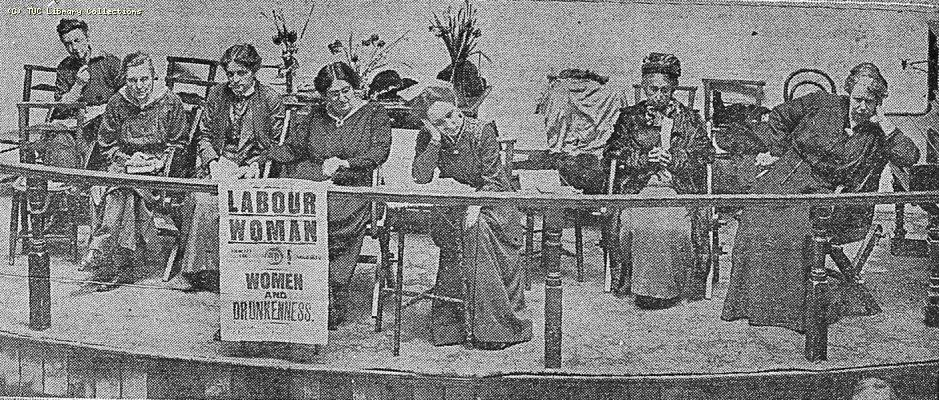 (C) TUC Library Collections
LABOUR
WOMAN
WOMEN
AND
DRUNKENNESS.